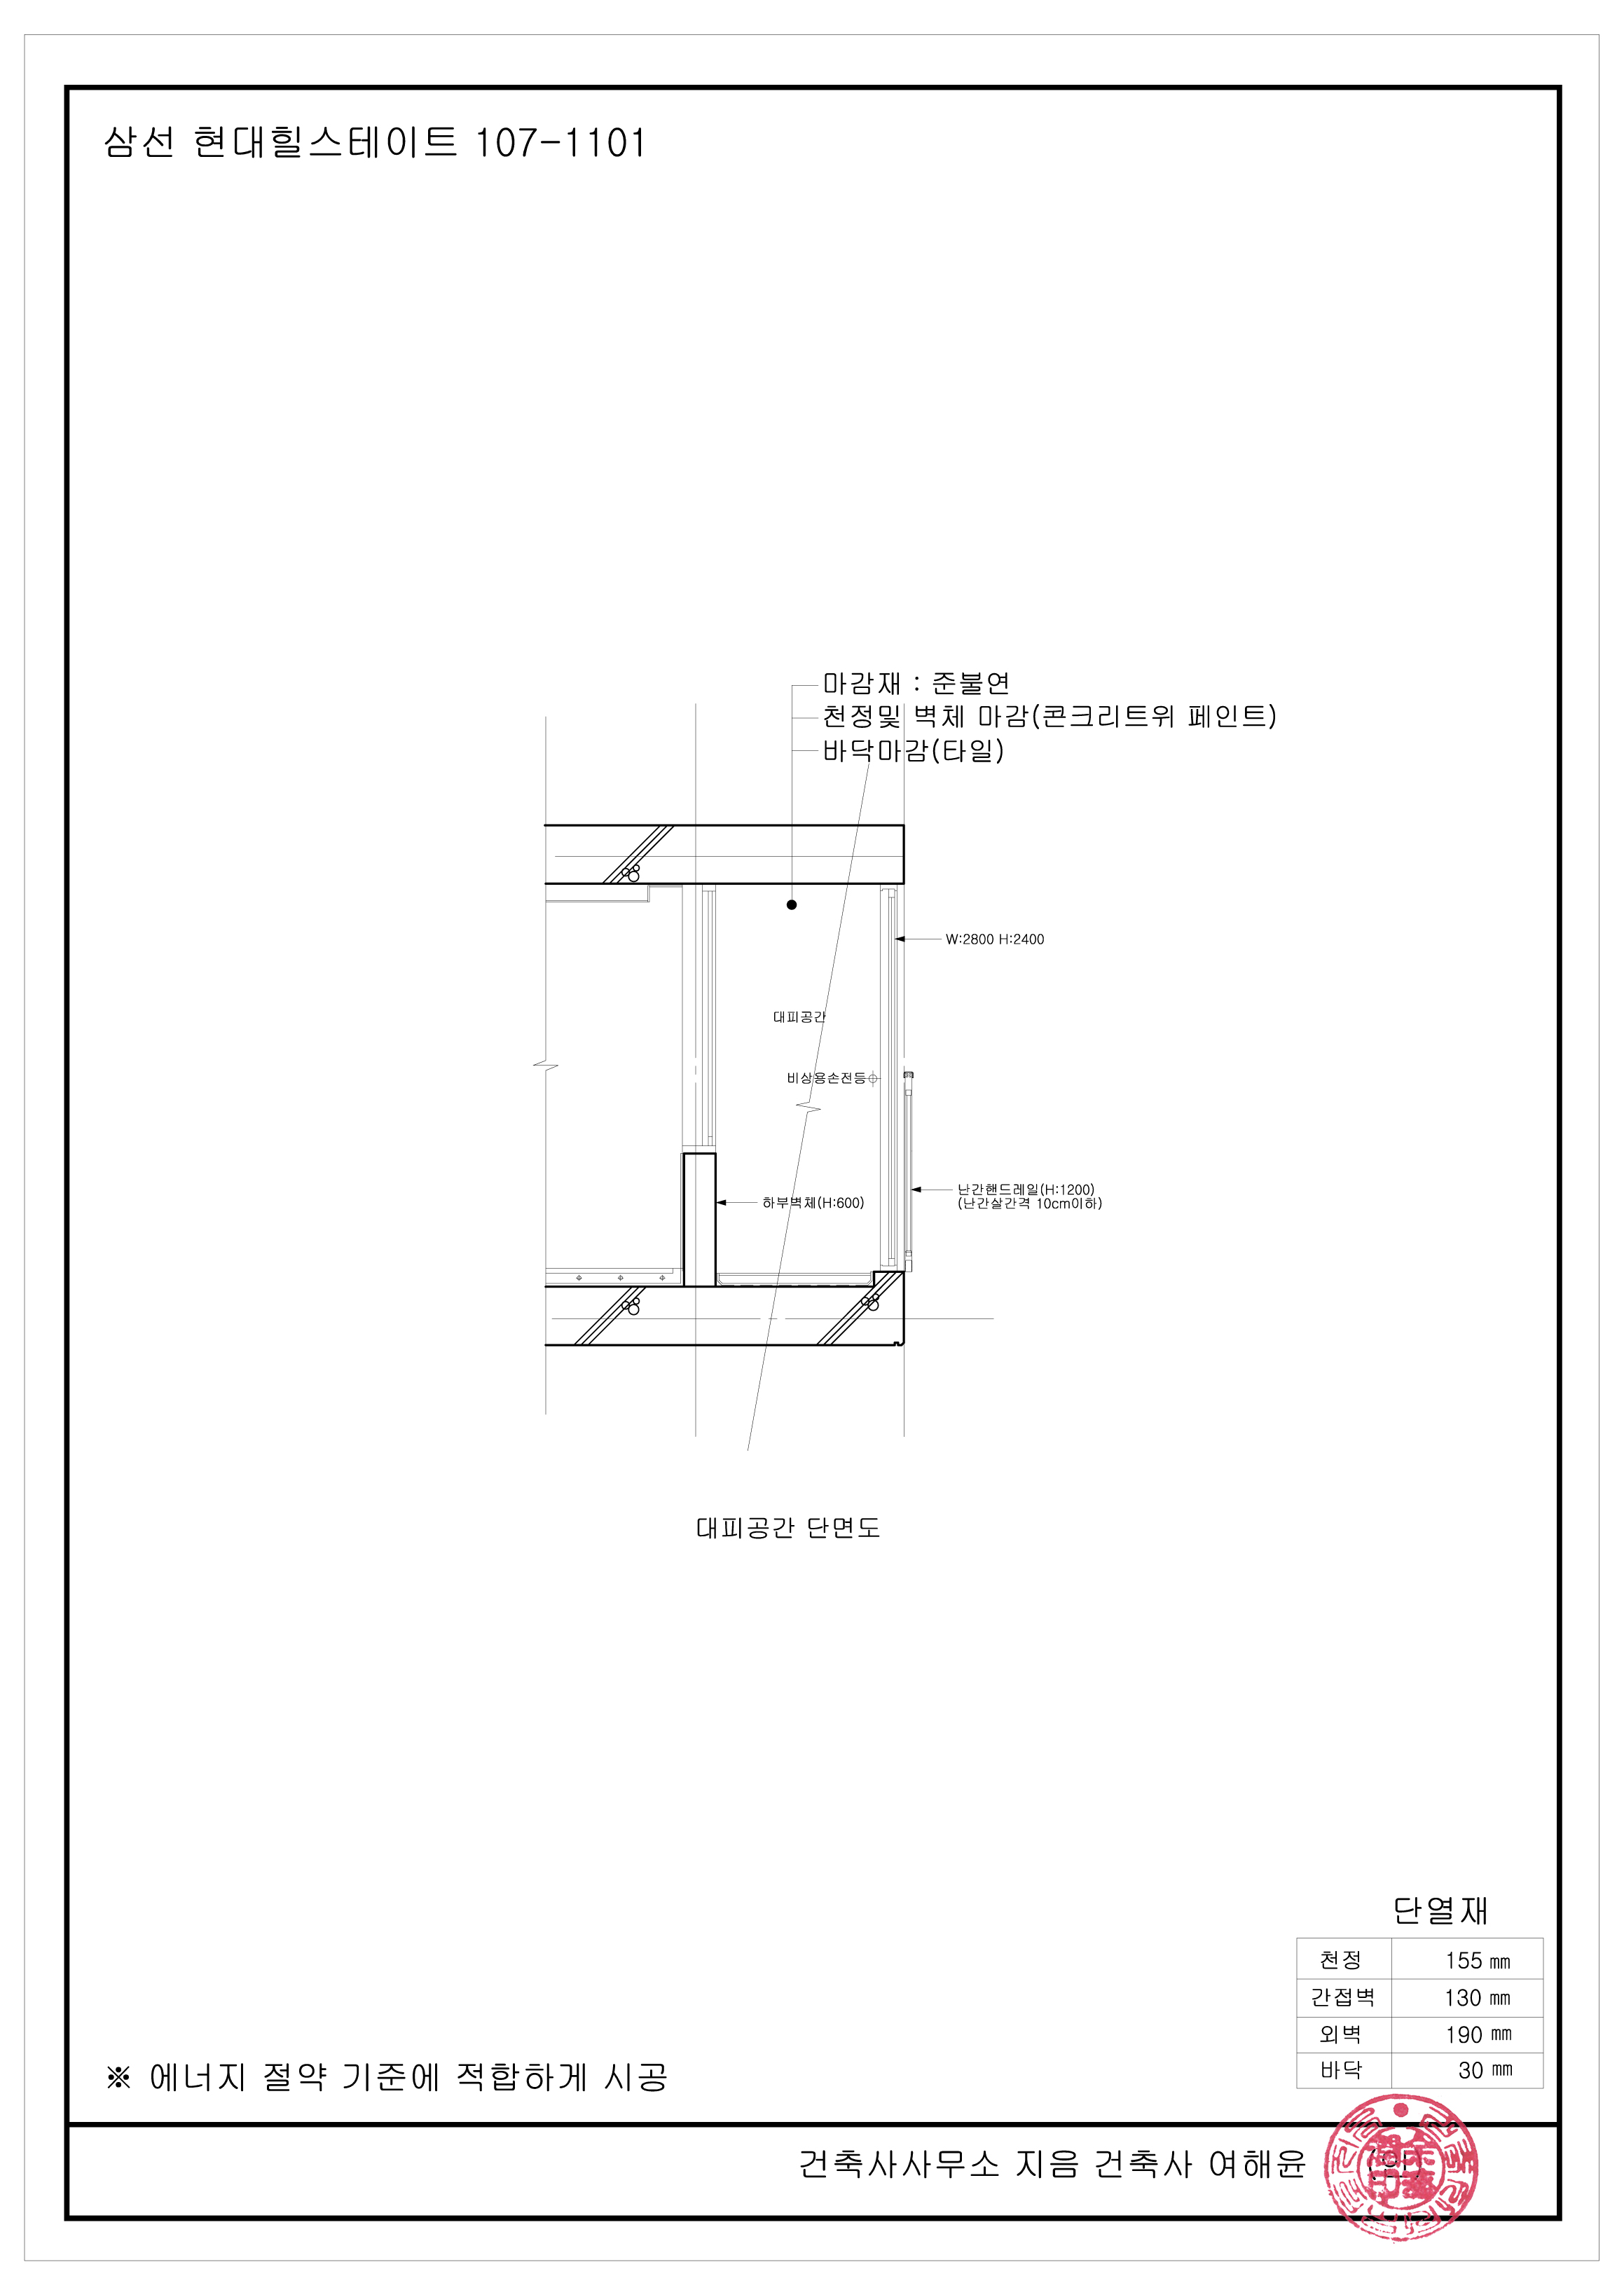 삼선 현대힐스테이트 107-1101
마감재 : 준불연
천정및 벽체 마감(콘크리트위 페인트)
바닥마감(타일)
W:2800 H:2400
대피공간
비상용손전등
난간핸드레일(H:1200)
(난간살간격 10cm이하)
하부벽체(H:600)
대피공간 단면도
단열재
천정 155 ㎜
간접벽 130 ㎜
외벽 190 ㎜
바닥 30 ㎜
※ 에너지 절약 기준에 적합하게 시공
건축사사무소 지음 건축사 여해윤 (인)